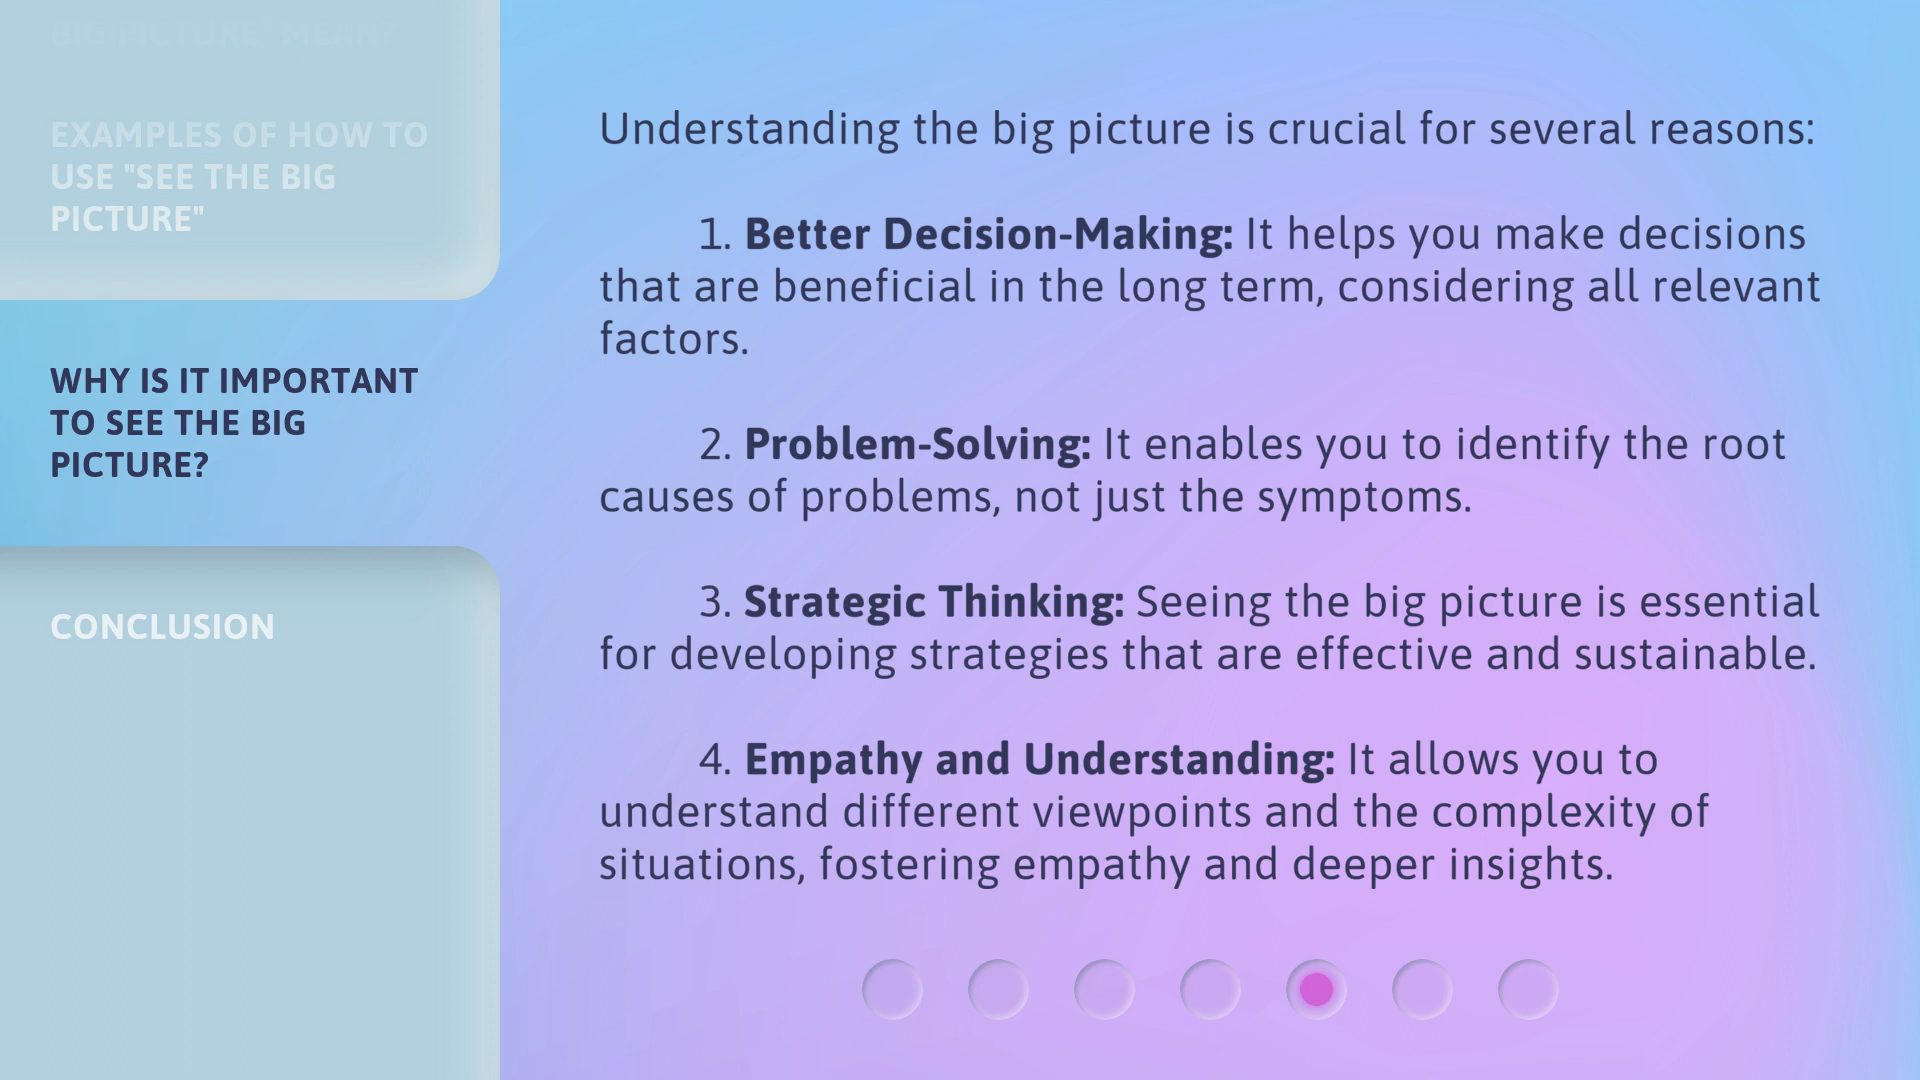 BIG PICTURE" MEAN?
EXAMPLES OF HOW TO
USE "SEE THE BIG
PICTURE"
WHY IS IT IMPORTANT
TO SEE THE BIG
PICTURE?
CONCLUSION
Understanding the big picture is crucial for several reasons:
1. Better Decision-Making: It helps you make decisions
that are beneficial in the long term, considering all relevant
factors.
2. Problem-Solving: It enables you to identify the root
causes of problems, not just the symptoms.
3. Strategic Thinking: Seeing the big picture is essential
for developing strategies that are effective and sustainable.
4. Empathy and Understanding: It allows you to
understand different viewpoints and the complexity of
situations, fostering empathy and deeper insights.